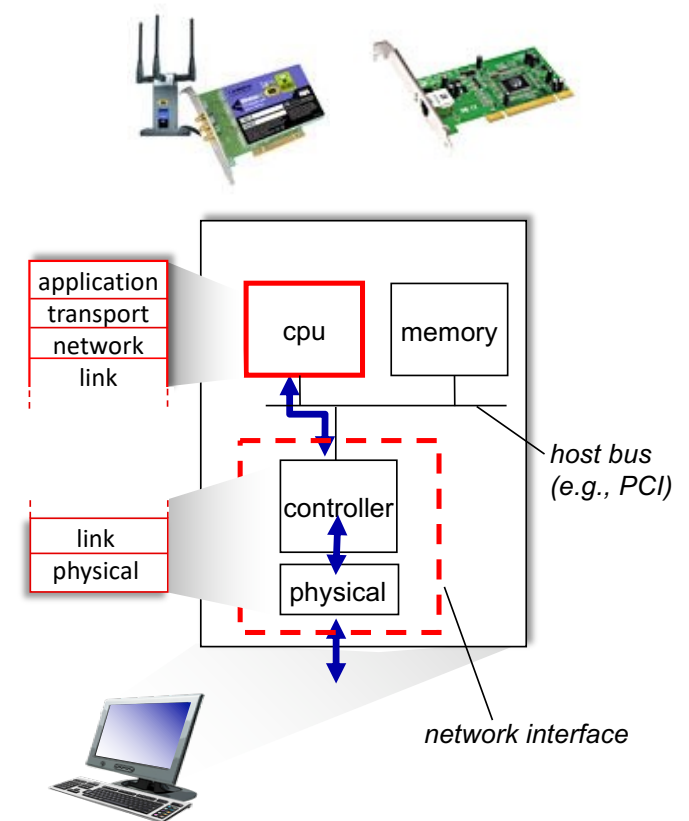 application
transport
network
link
cpu
memory
host bus
(e.g., PCI)
controller
link
physical
physical
network interface